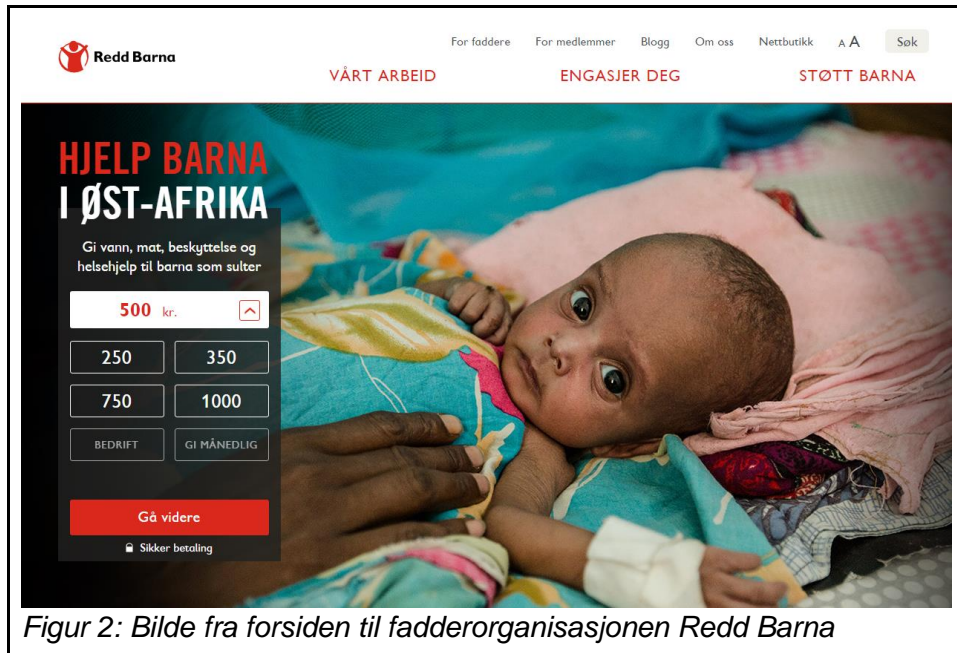 Redd Barna
For faddere For medlemmer Blogg Om oss Nettbutikk A A Søk
VÅRT ARBEID ENGASJER DEG STØTT BARNA
HJELP BARNA
I ØST-AFRIKA
Gi vann, mat, beskyttelse og
helsehjelp til barna som sulter
500 kr.
250 350
750 1000
BEDRIFT GI MÅNEDLIG
Gå videre
Sikker betaling
Figur 2: Bilde fra forsiden til fadderorganisasjonen Redd Barna